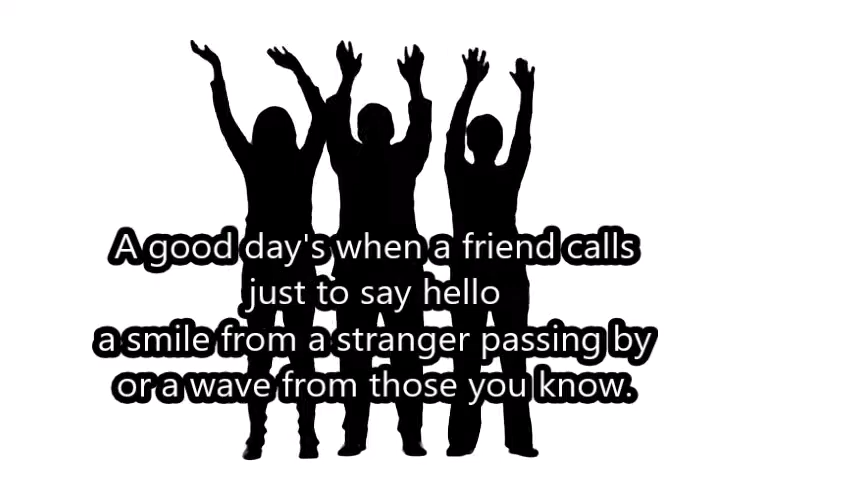 A good day's when a friend calls
just to say hello
a smile from a stranger passing by
or a wave from those you know.